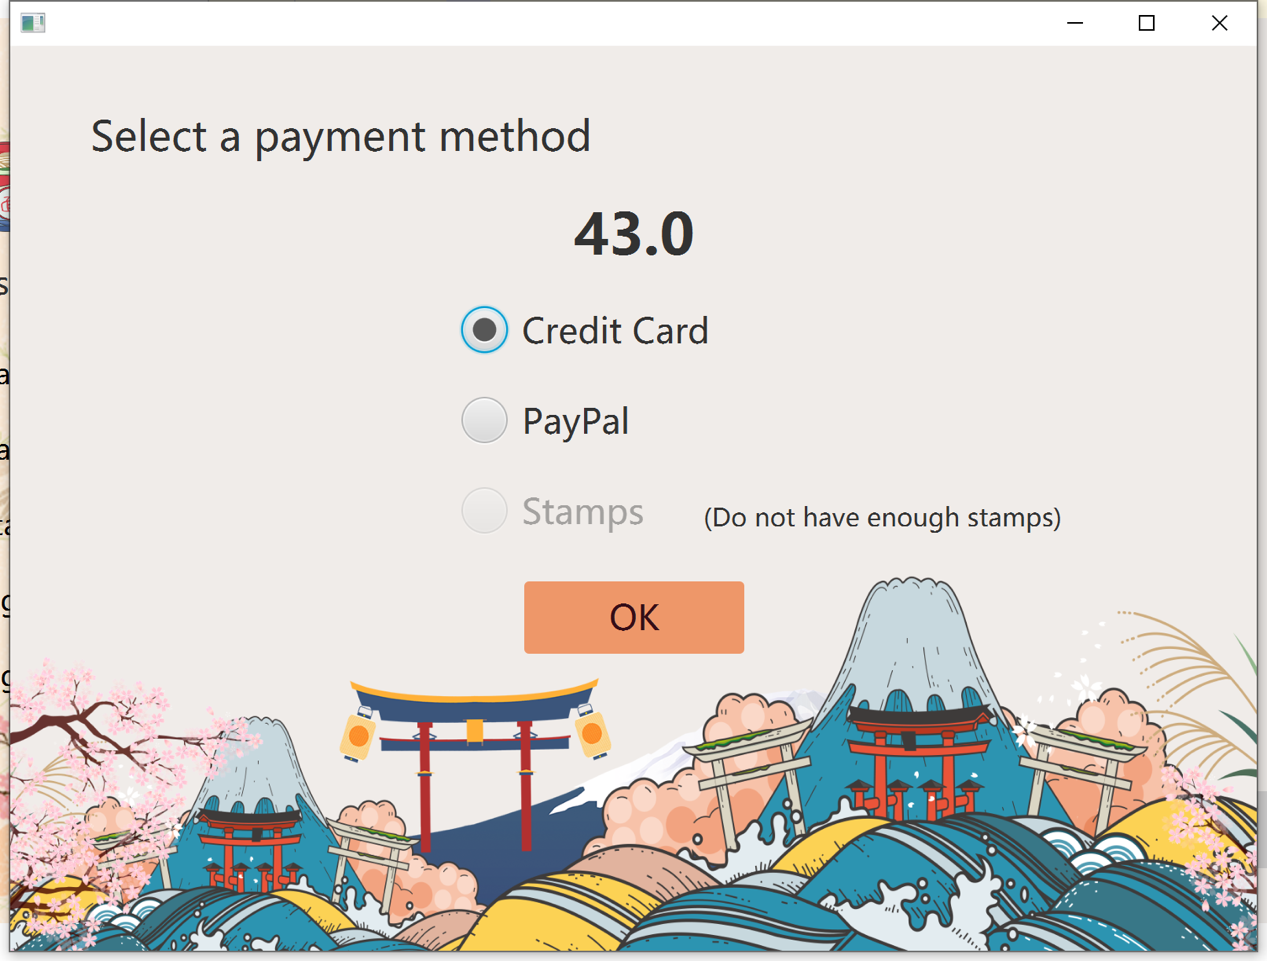 Select a payment method
43.0
Credit Card
PayPal
Stamps (Do not have enough stamps)
OK